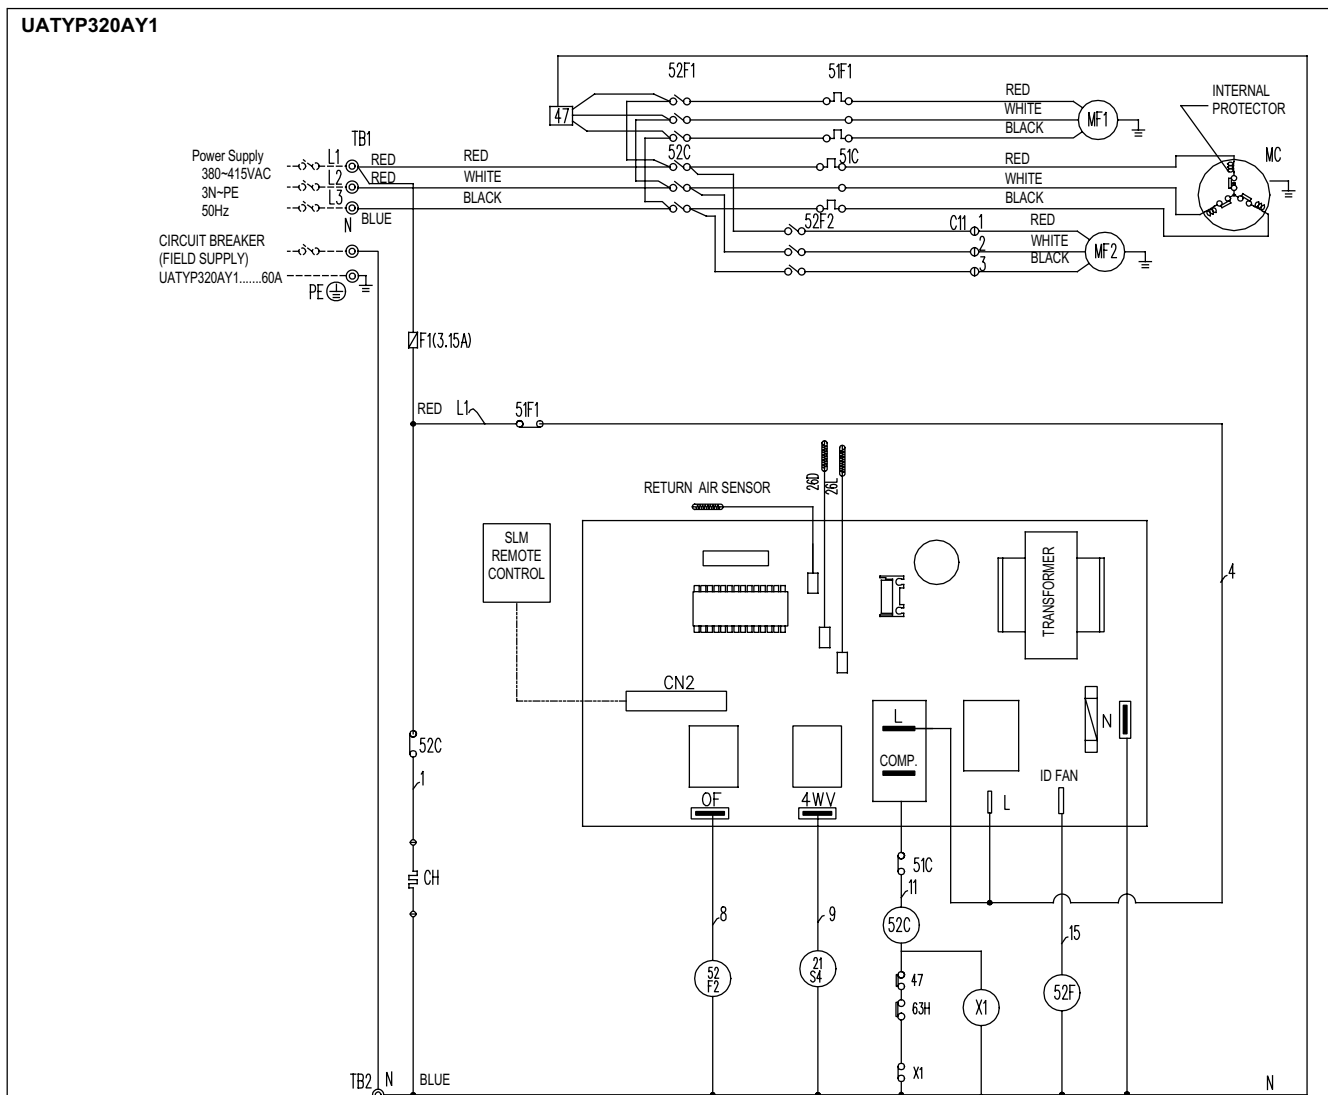 UATYP320AY1
52F1
51F1
RED
WHITE
BLACK
47
MF1
INTERNAL
PROTECTOR
MC
TB1
Power Supply
380~415VAC
3N~PE
50Hz
L1
RED
RED
52C
51C
RED
L2
RED
WHITE
WHITE
L3
BLACK
BLACK
N
BLUE
52F2
C11
1
RED
2
WHITE
3
BLACK
MF2
CIRCUIT BREAKER
(FIELD SUPPLY)
UATYP320AY1.......60A
PE
F1(3.15A)
RED
L1
51F1
RETURN AIR SENSOR
26D
26L
SLM
REMOTE
CONTROL
TRANSFORMER
4
CN2
L
COMP.
N
52C
1
OF
4WV
ID FAN
L
CH
51C
11
8
9
52C
15
52
F2
21
S4
47
63H
X1
52F
X1
TB2
N
BLUE
N